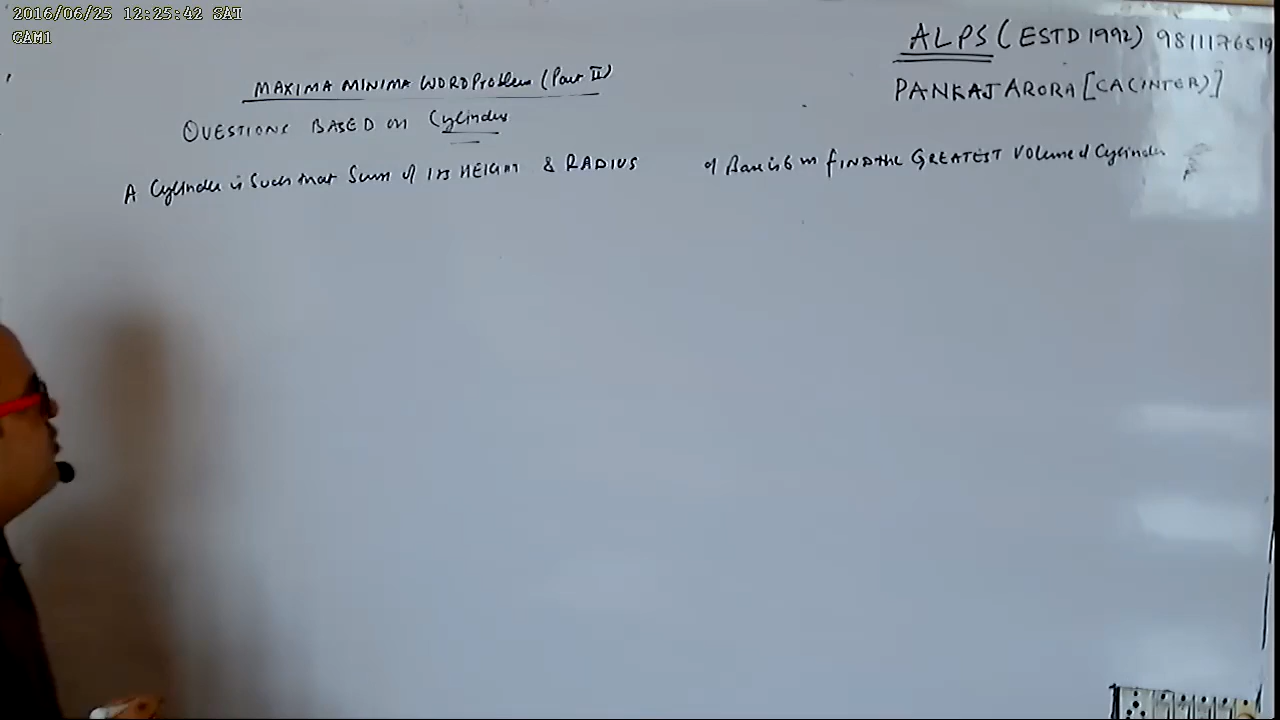 2016/06/25 12:25:42 SAT
CAM1
ALPS (ESTD 1992) 9811176519
PANKAJ ARORA [CA(INTER)]
MAXIMA MINIMA WORD Problem (Part II)
QUESTIONS BASED on Cylinder
A Cylinder is Such that Sum of its HEIGHT & RADIUS of Base is 6 m FIND the GREATEST Volume of Cylinder